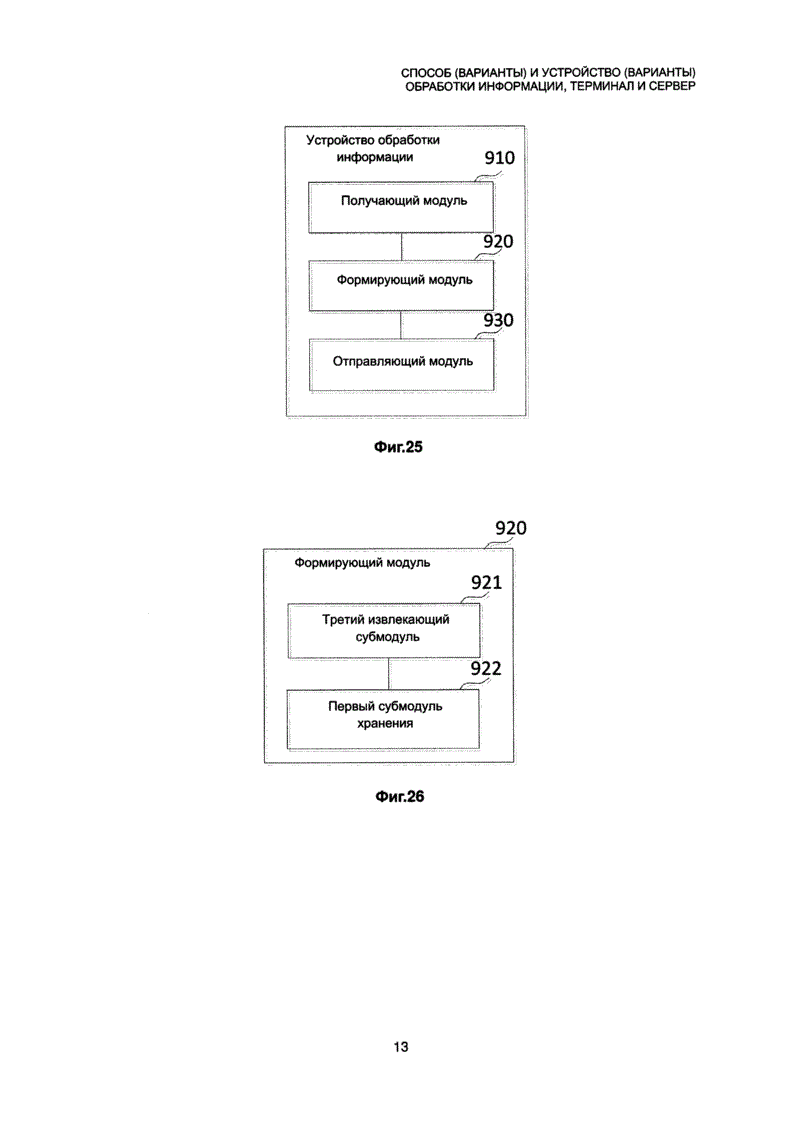 СПОСОБ (ВАРИАНТЫ) И УСТРОЙСТВО (ВАРИАНТЫ)
ОБРАБОТКИ ИНФОРМАЦИИ, ТЕРМИНАЛ И СЕРВЕР
Устройство обработки
информации
910
Получающий модуль
920
Формирующий модуль
930
Отправляющий модуль
Фиг.25
920
Формирующий модуль
921
Третий извлекающий
субмодуль
922
Первый субмодуль
хранения
Фиг.26
13